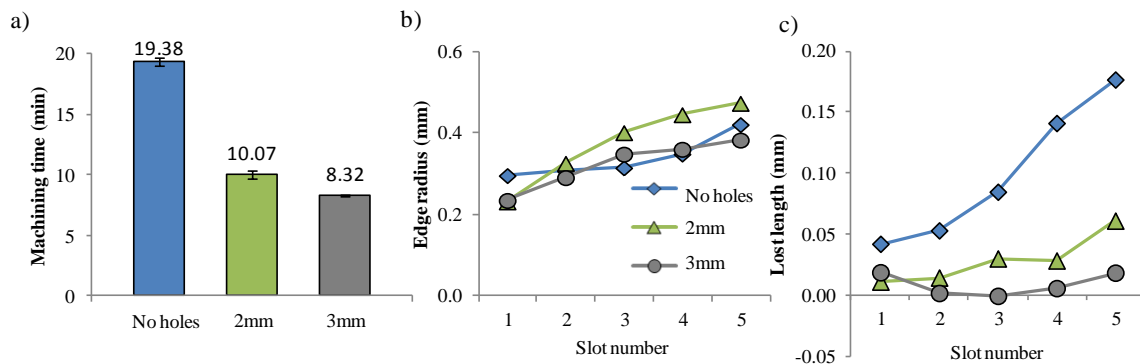 a)
Machining time (min)
20
15
10
5
0
19.38
10.07
8.32
No holes
2mm
3mm
b)
Edge radius (mm)
0.6
0.4
0.2
0.0
No holes
2mm
3mm
1 2 3 4 5
Slot number
c)
Lost length (mm)
0.20
0.15
0.10
0.05
0.00
-0.05
1 2 3 4 5
Slot number